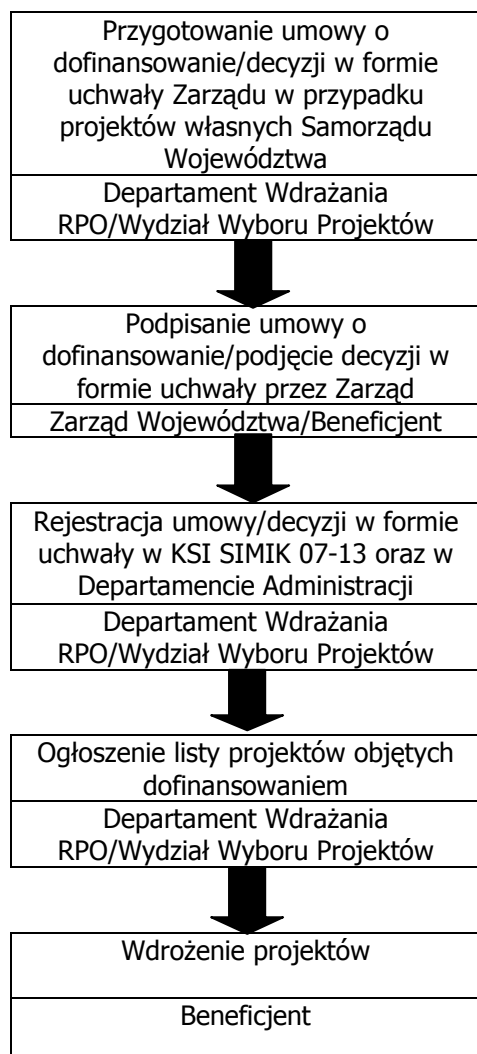 Przygotowanie umowy o
dofinansowanie/decyzji w formie
uchwały Zarządu w przypadku
projektów własnych Samorządu
Województwa
Departament Wdrażania
RPO/Wydział Wyboru Projektów
Podpisanie umowy o
dofinansowanie/podjęcie decyzji w
formie uchwały przez Zarząd
Zarząd Województwa/Beneficjent
Rejestracja umowy/decyzji w formie
uchwały w KSI SIMIK 07-13 oraz w
Departamencie Administracji
Departament Wdrażania
RPO/Wydział Wyboru Projektów
Ogłoszenie listy projektów objętych
dofinansowaniem
Departament Wdrażania
RPO/Wydział Wyboru Projektów
Wdrożenie projektów
Beneficjent